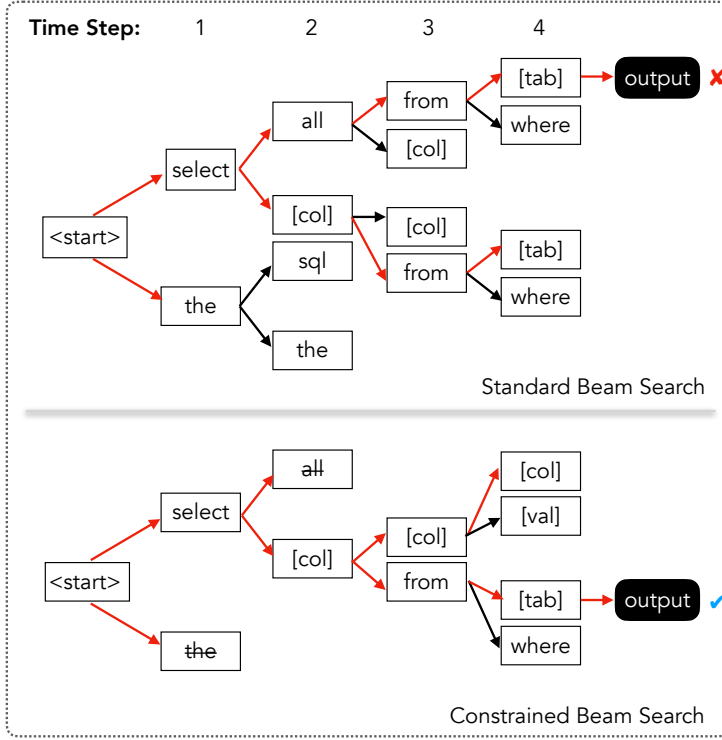 Time Step: 1 2 3 4
[tab] output ✘
from
all where
[col]
select
[col] [col]
<start>
sql [tab]
from
the where
the
Standard Beam Search
all [col]
select [val]
[col]
[col]
<start> from
[tab] output ✔
the where
Constrained Beam Search